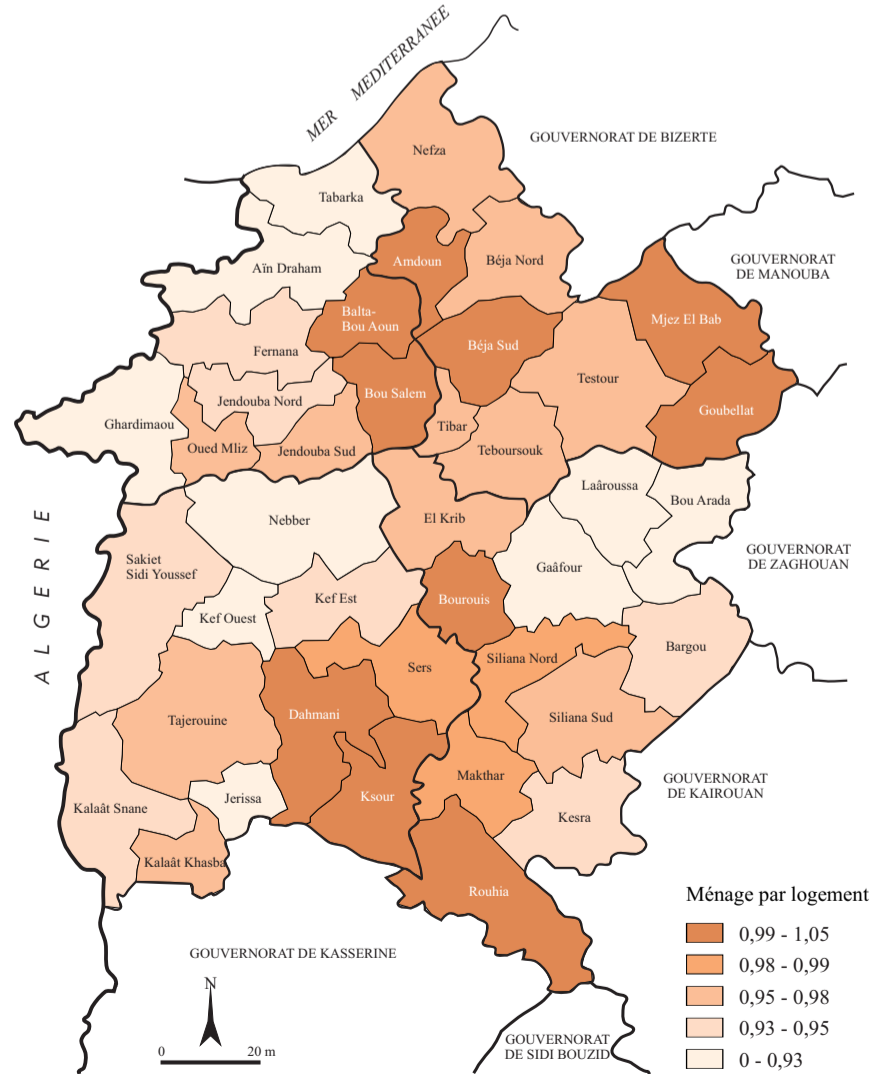 MER MEDITERRANEE
GOUVERNORAT DE BIZERTE
Nefza
Tabarka
Amdoun
Béja Nord
GOUVERNORAT
DE MANOUBA
Aïn Draham
Balta-
Bou Aoun
Mjez El Bab
Béja Sud
Fernana
Testour
Bou Salem
Jendouba Nord
Goubellat
Ghardimaou
Tibar
Oued Mliz
Jendouba Sud
Teboursouk
Laâroussa
Bou Arada
Nebber
El Krib
ALGERIE
GOUVERNORAT
DE ZAGHOUAN
Sakiet
Sidi Youssef
Gaâfour
Kef Est
Bourouis
Kef Ouest
Bargou
Siliana Nord
Sers
Dahmani
Siliana Sud
Tajerouine
Makthar
GOUVERNORAT
DE KAIROUAN
Jerissa
Ksour
Kalaât Snane
Kesra
Kalaât Khasba
Rouhia
Ménage par logement
0,99 - 1,05
0,98 - 0,99
0,95 - 0,98
0,93 - 0,95
0 - 0,93
GOUVERNORAT DE KASSERINE
N
0 20 m
GOUVERNORAT
DE SIDI BOUZID